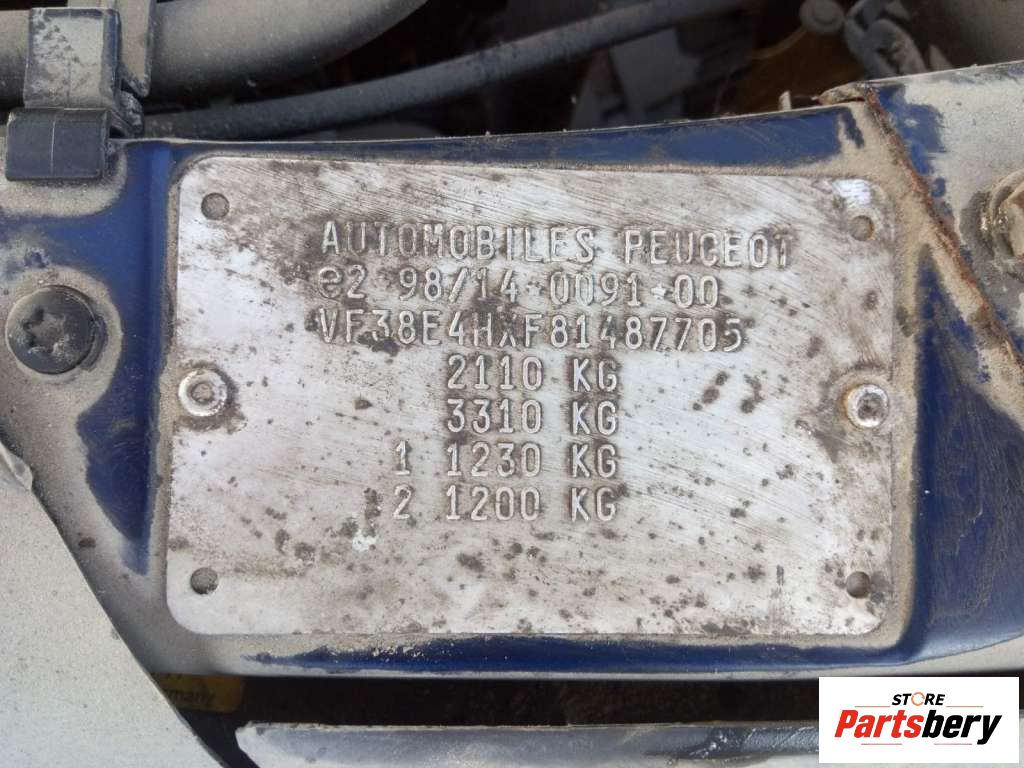 AUTOMOBILES PEUGEOT
e2*98/14*0091*00
VF38E4HXF81487705
2110 KG
3310 KG
1 1230 KG
2 1200 KG
STORE
Partsbery